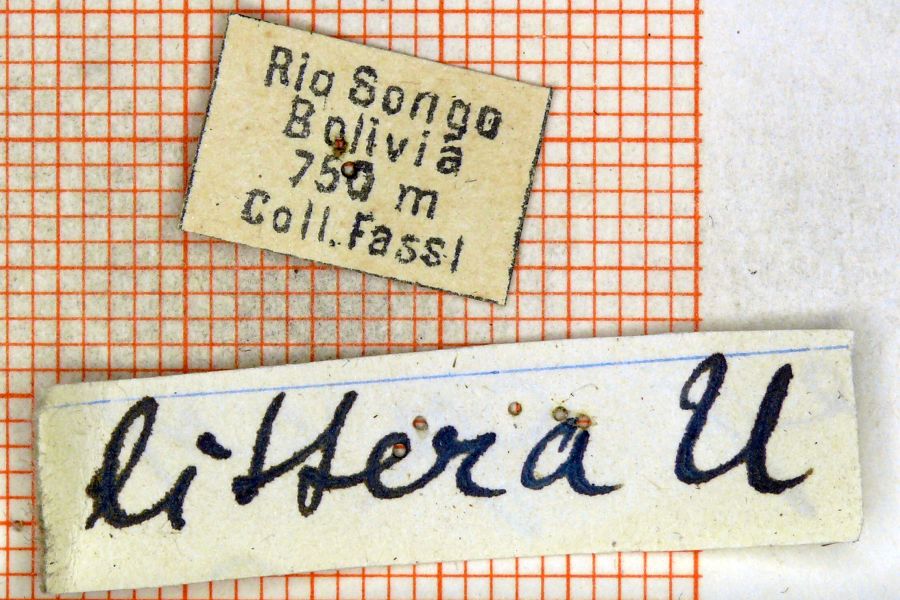 Rio Songo
Bolivia
750 m
Coll. Fassl
littera U